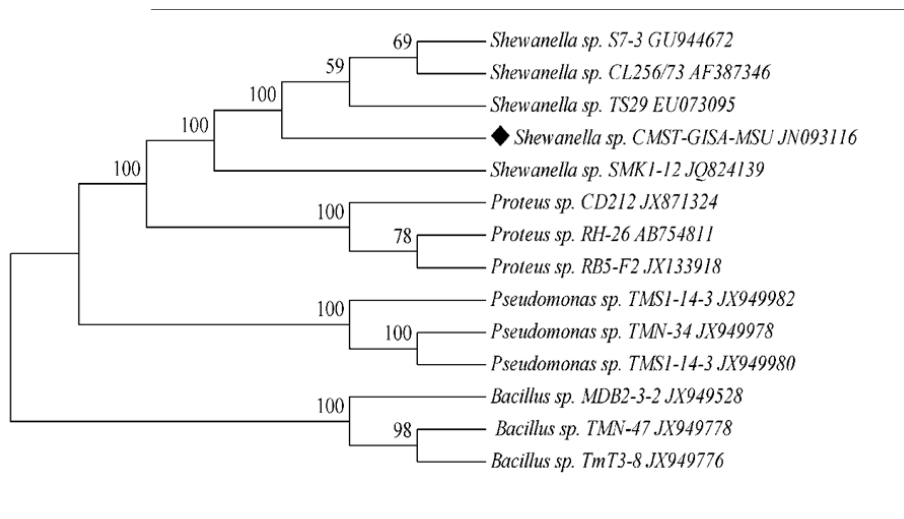 69
Shewanella sp. S7-3 GU944672
59
Shewanella sp. CL256/73 AF387346
100
Shewanella sp. TS29 EU073095
100
Shewanella sp. CMST-GISA-MSU JN093116
100
Shewanella sp. SMK1-12 JQ824139
100
Proteus sp. CD212 JX871324
78
Proteus sp. RH-26 AB754811
Proteus sp. RB5-F2 JX133918
100
Pseudomonas sp. TMS1-14-3 JX949982
100
Pseudomonas sp. TMN-34 JX949978
Pseudomonas sp. TMS1-14-3 JX949980
100
Bacillus sp. MDB2-3-2 JX949528
98
Bacillus sp. TMN-47 JX949778
Bacillus sp. TmT3-8 JX949776